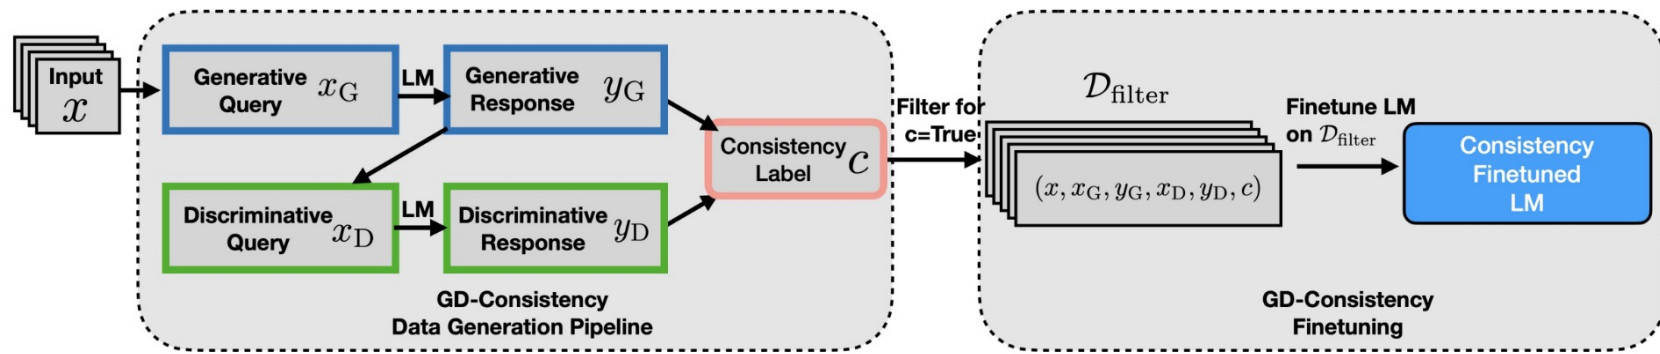 Input
x
Generative
Query
x_G
LM
Generative
Response
y_G
Discriminative
Query
x_D
LM
Discriminative
Response
y_D
Consistency
Label
c
GD-Consistency
Data Generation Pipeline
Filter for
c=True
𝒟_filter
(x, x_G, y_G, x_D, y_D, c)
Finetune LM
on 𝒟_filter
Consistency
Finetuned
LM
GD-Consistency
Finetuning